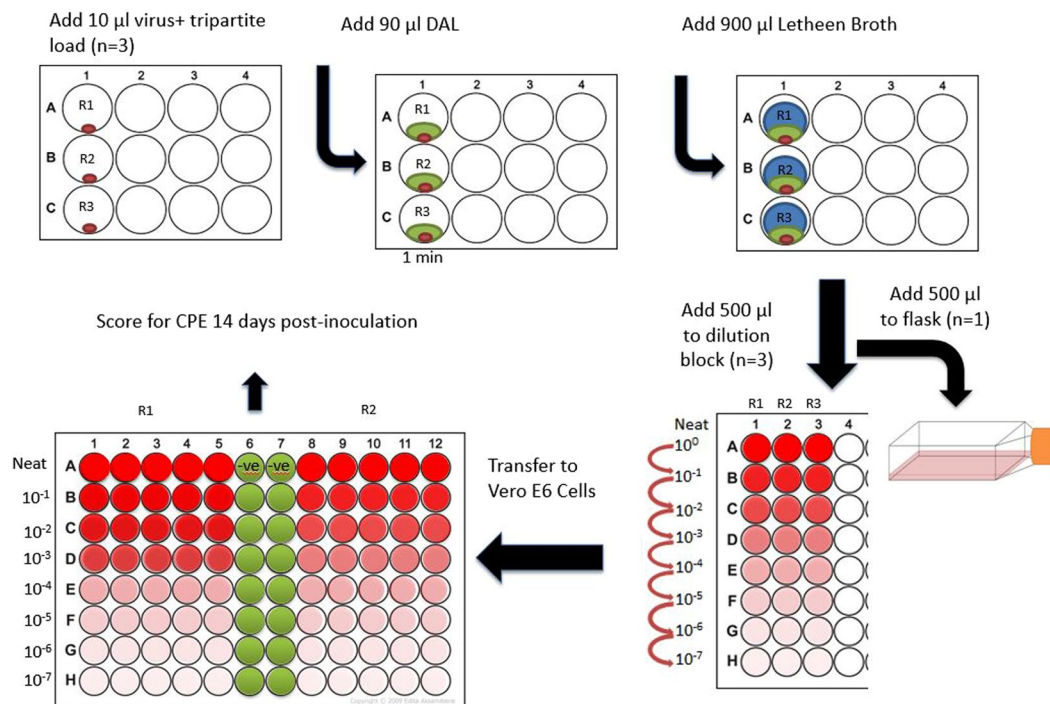 Add 10 µl virus+ tripartite
load (n=3)
1 2 3 4
A R1
B R2
C R3
Add 90 µl DAL
1 2 3 4
A R1
B R2
C R3
1 min
Add 900 µl Letheen Broth
1 2 3 4
A R1
B R2
C R3
Add 500 µl
to dilution
block (n=3)
Add 500 µl
to flask (n=1)
R1 R2 R3
Neat 1 2 3 4
10⁰ A
10⁻¹ B
10⁻² C
10⁻³ D
10⁻⁴ E
10⁻⁵ F
10⁻⁶ G
10⁻⁷ H
Transfer to
Vero E6 Cells
Score for CPE 14 days post-inoculation
R1 R2
1 2 3 4 5 6 7 8 9 10 11 12
Neat A -ve -ve
10⁻¹ B
10⁻² C
10⁻³ D
10⁻⁴ E
10⁻⁵ F
10⁻⁶ G
10⁻⁷ H
Copyright © 2009 Edita